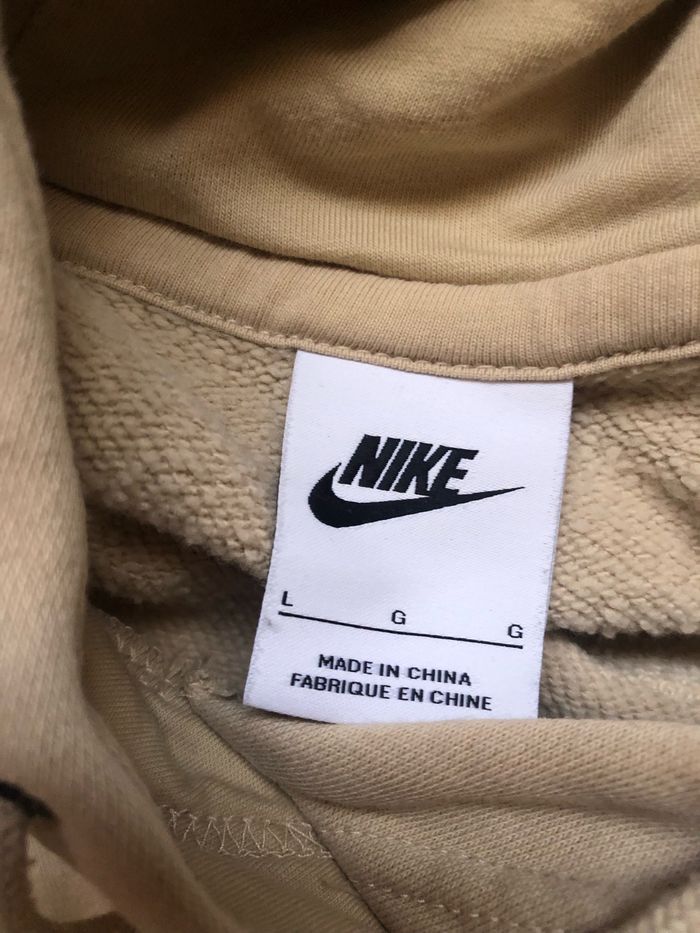 NIKE
L G G
MADE IN CHINA
FABRIQUE EN CHINE